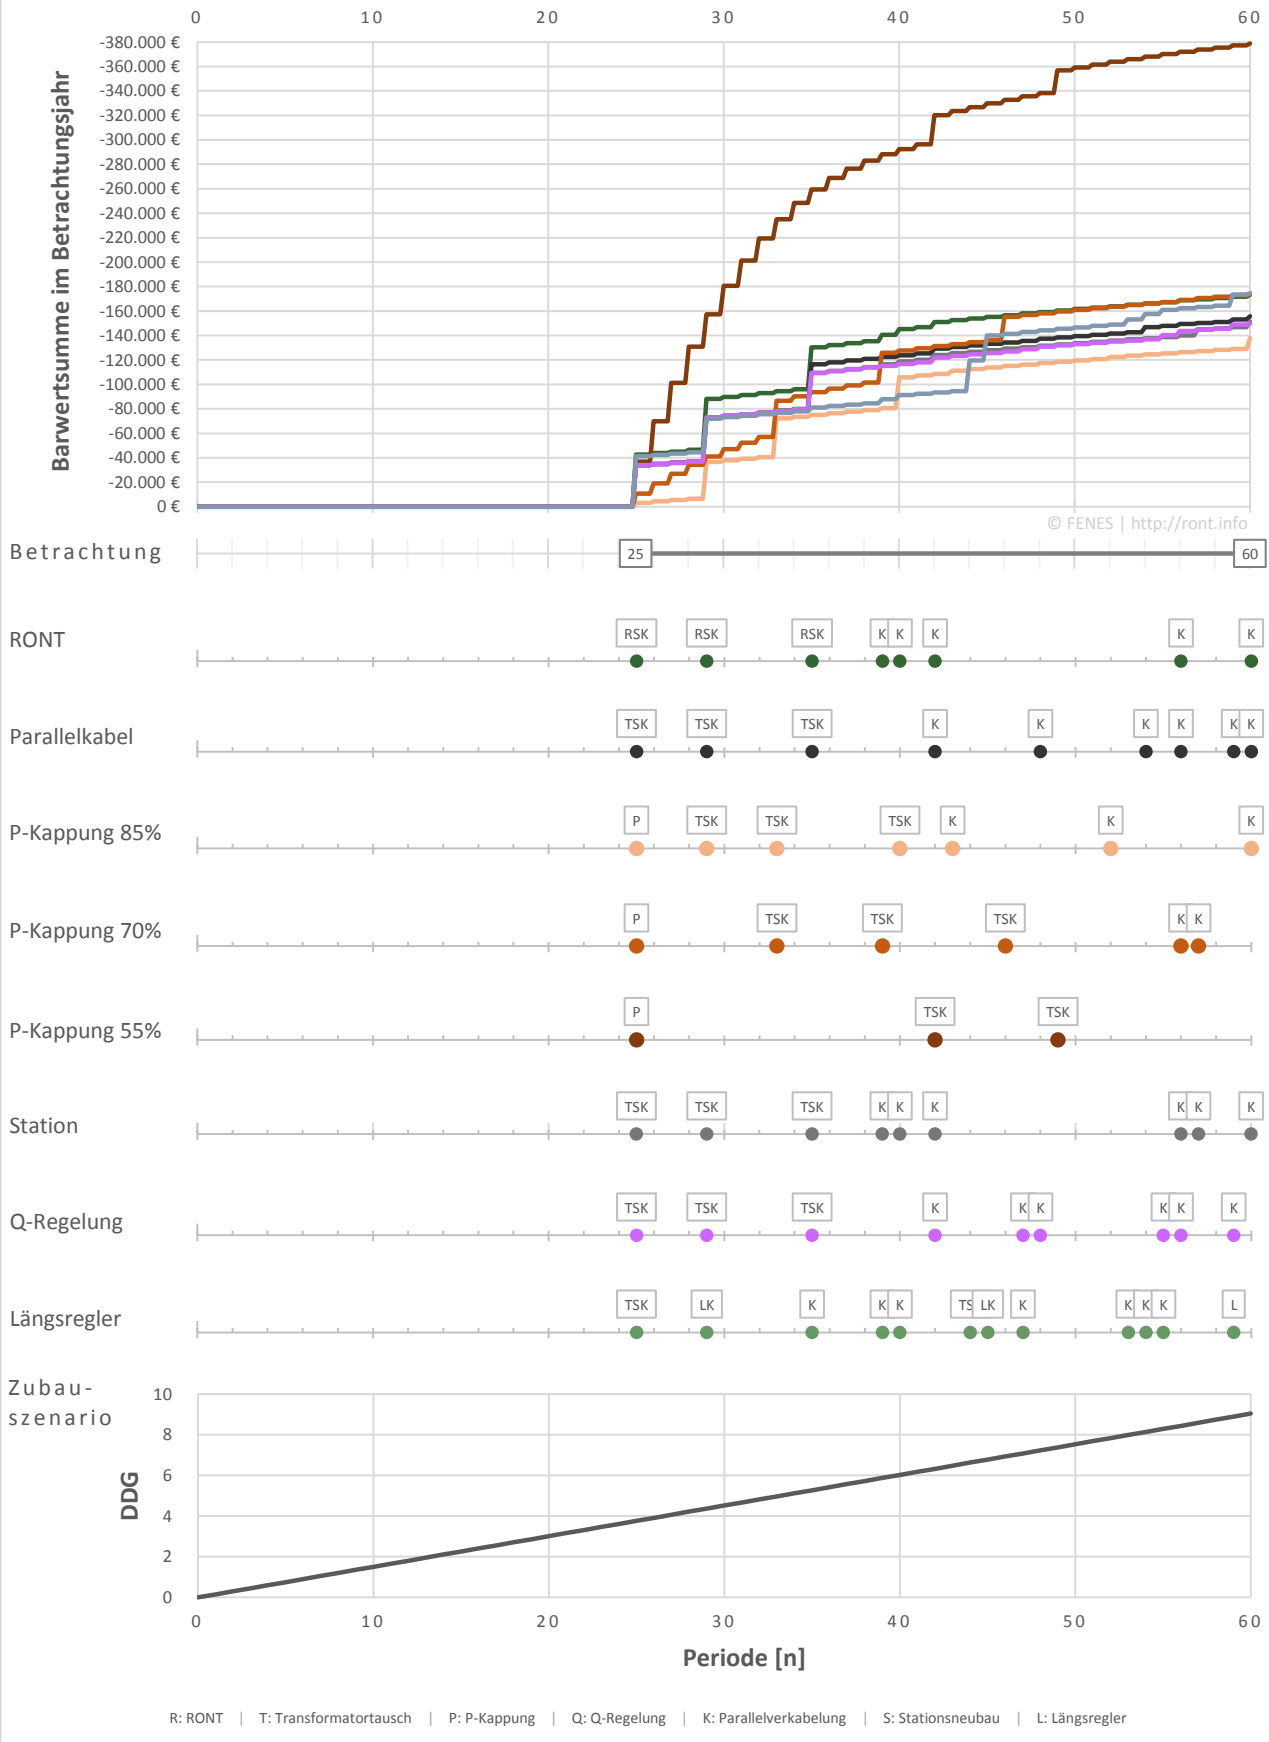 0 10 20 30 40 50 60
-380.000 €
-360.000 €
-340.000 €
-320.000 €
-300.000 €
-280.000 €
-260.000 €
-240.000 €
-220.000 €
-200.000 €
-180.000 €
-160.000 €
-140.000 €
-120.000 €
-100.000 €
-80.000 €
-60.000 €
-40.000 €
-20.000 €
0 €
Barwertsumme im Betrachtungsjahr
© FENES | http://ront.info
Betrachtung 25 60
RONT RSK RSK RSK K K K K K
Parallelkabel TSK TSK TSK K K K K K K
P-Kappung 85% P TSK TSK TSK K K K
P-Kappung 70% P TSK TSK TSK K K
P-Kappung 55% P TSK TSK
Station TSK TSK TSK K K K K K K
Q-Regelung TSK TSK TSK K K K K K K
Längsregler TSK LK K K K TS LK K K K K L
Zubau-
szenario
10
8
6
4
2
0
DDG
0 10 20 30 40 50 60
Periode [n]
R: RONT | T: Transformatortausch | P: P-Kappung | Q: Q-Regelung | K: Parallelverkabelung | S: Stationsneubau | L: Längsregler